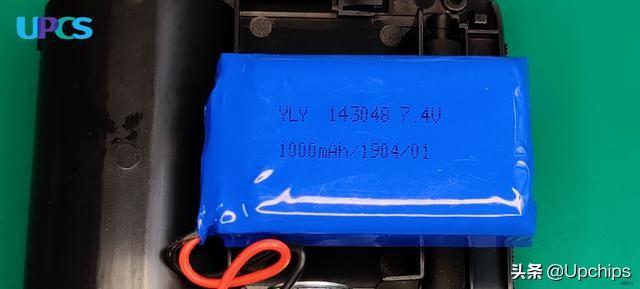 UPCS
YLY 143048 7.4V
1000mAh/1904/01
头条 @Upchips